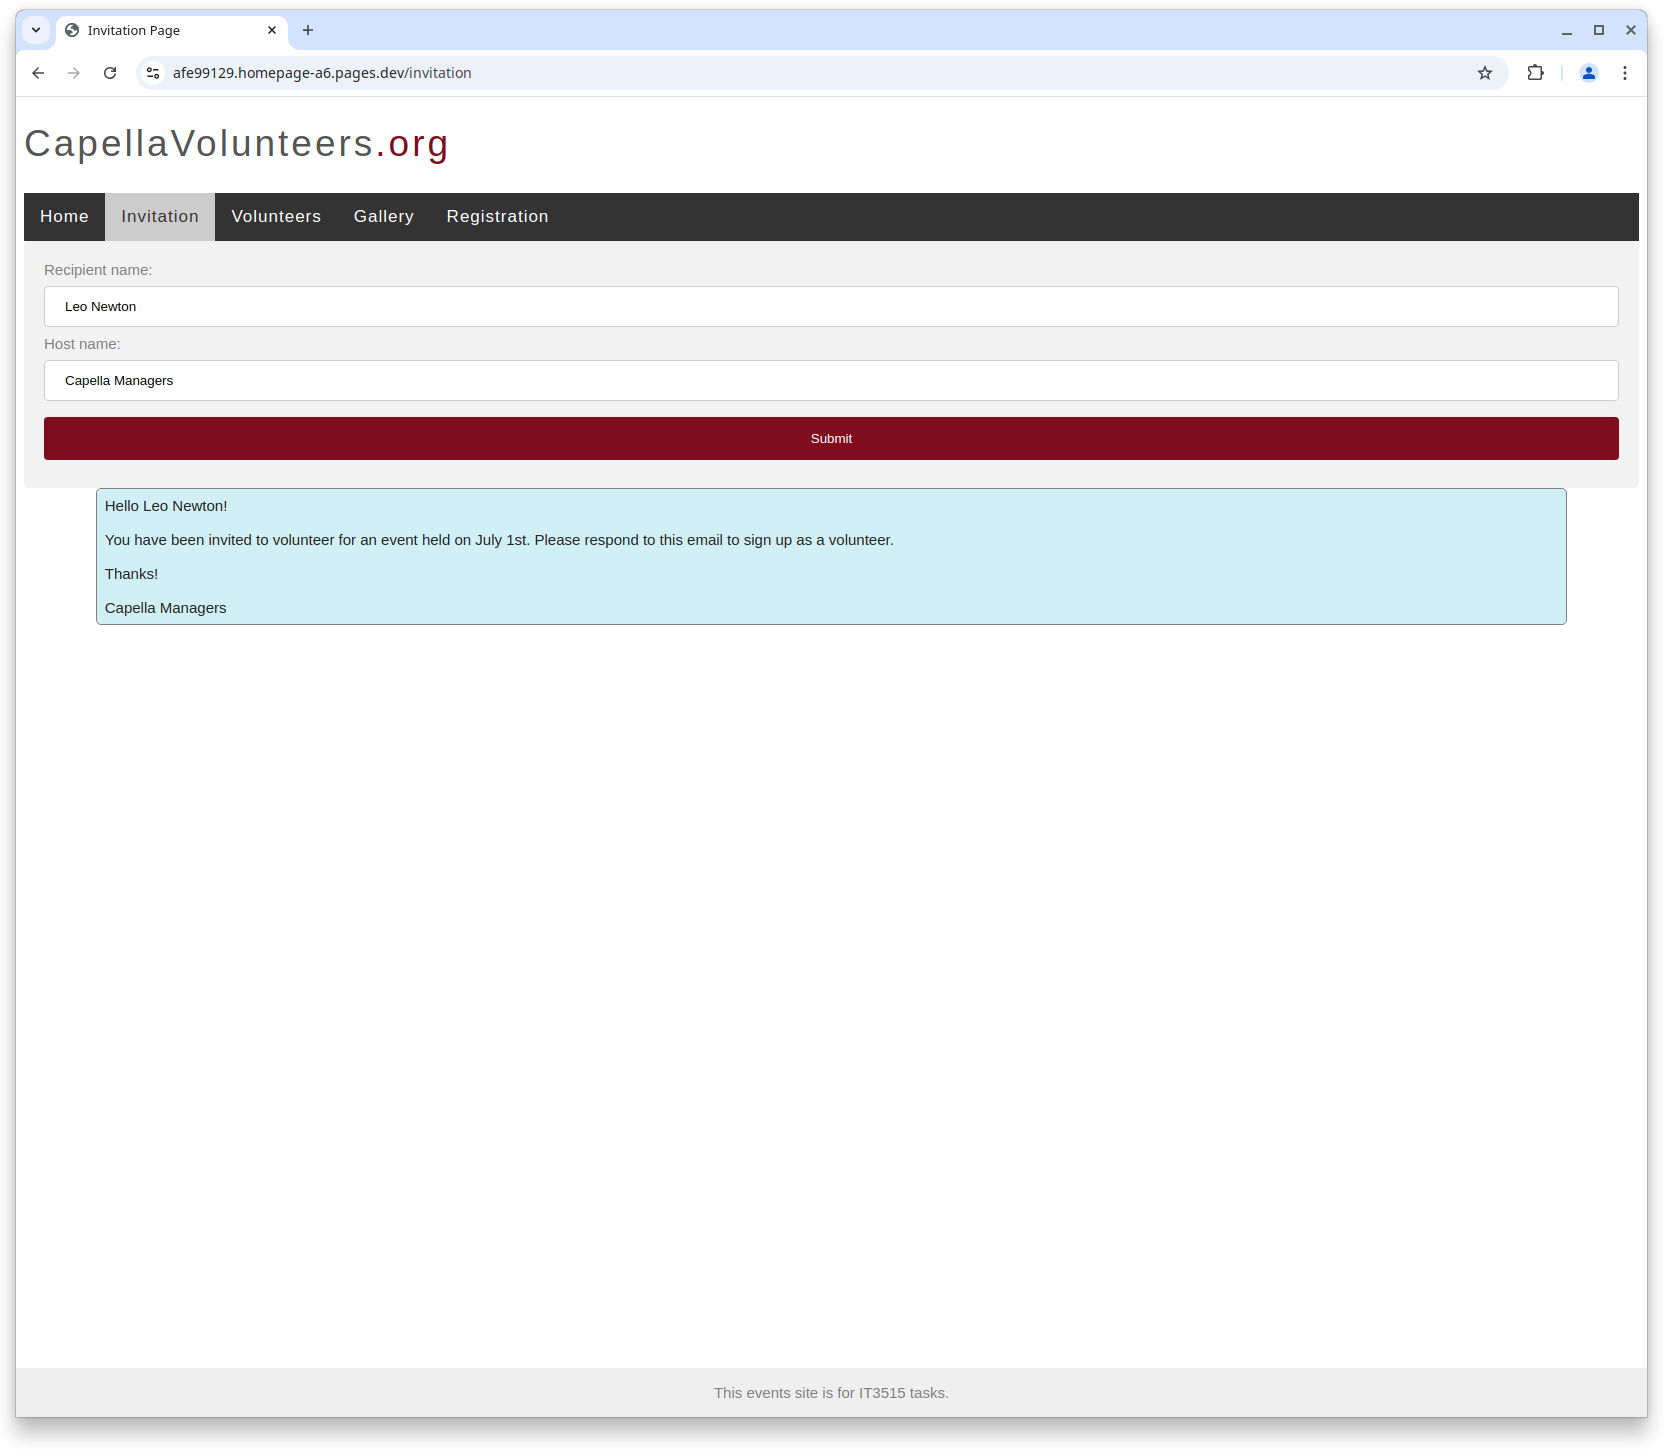 Invitation Page
afe99129.homepage-a6.pages.dev/invitation
CapellaVolunteers.org
Home Invitation Volunteers Gallery Registration
Recipient name:
Leo Newton
Host name:
Capella Managers
Submit
Hello Leo Newton!
You have been invited to volunteer for an event held on July 1st. Please respond to this email to sign up as a volunteer.
Thanks!
Capella Managers
This events site is for IT3515 tasks.